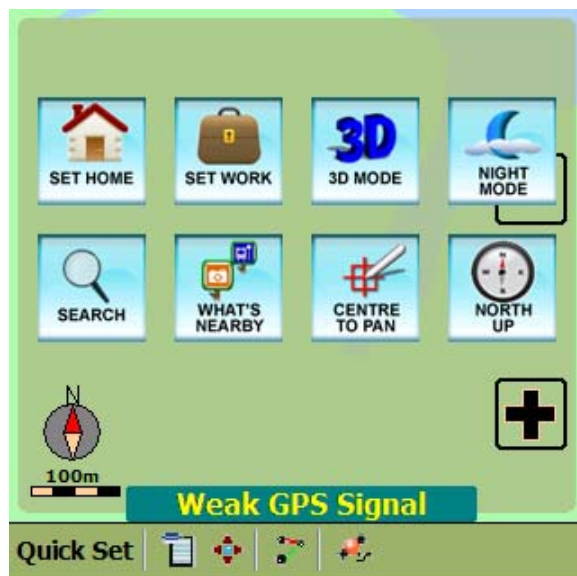 SET HOME
SET WORK
3D
3D MODE
NIGHT
MODE
SEARCH
WHAT'S
NEARBY
CENTRE
TO PAN
N
NORTH
UP
N
100m
Weak GPS Signal
Quick Set